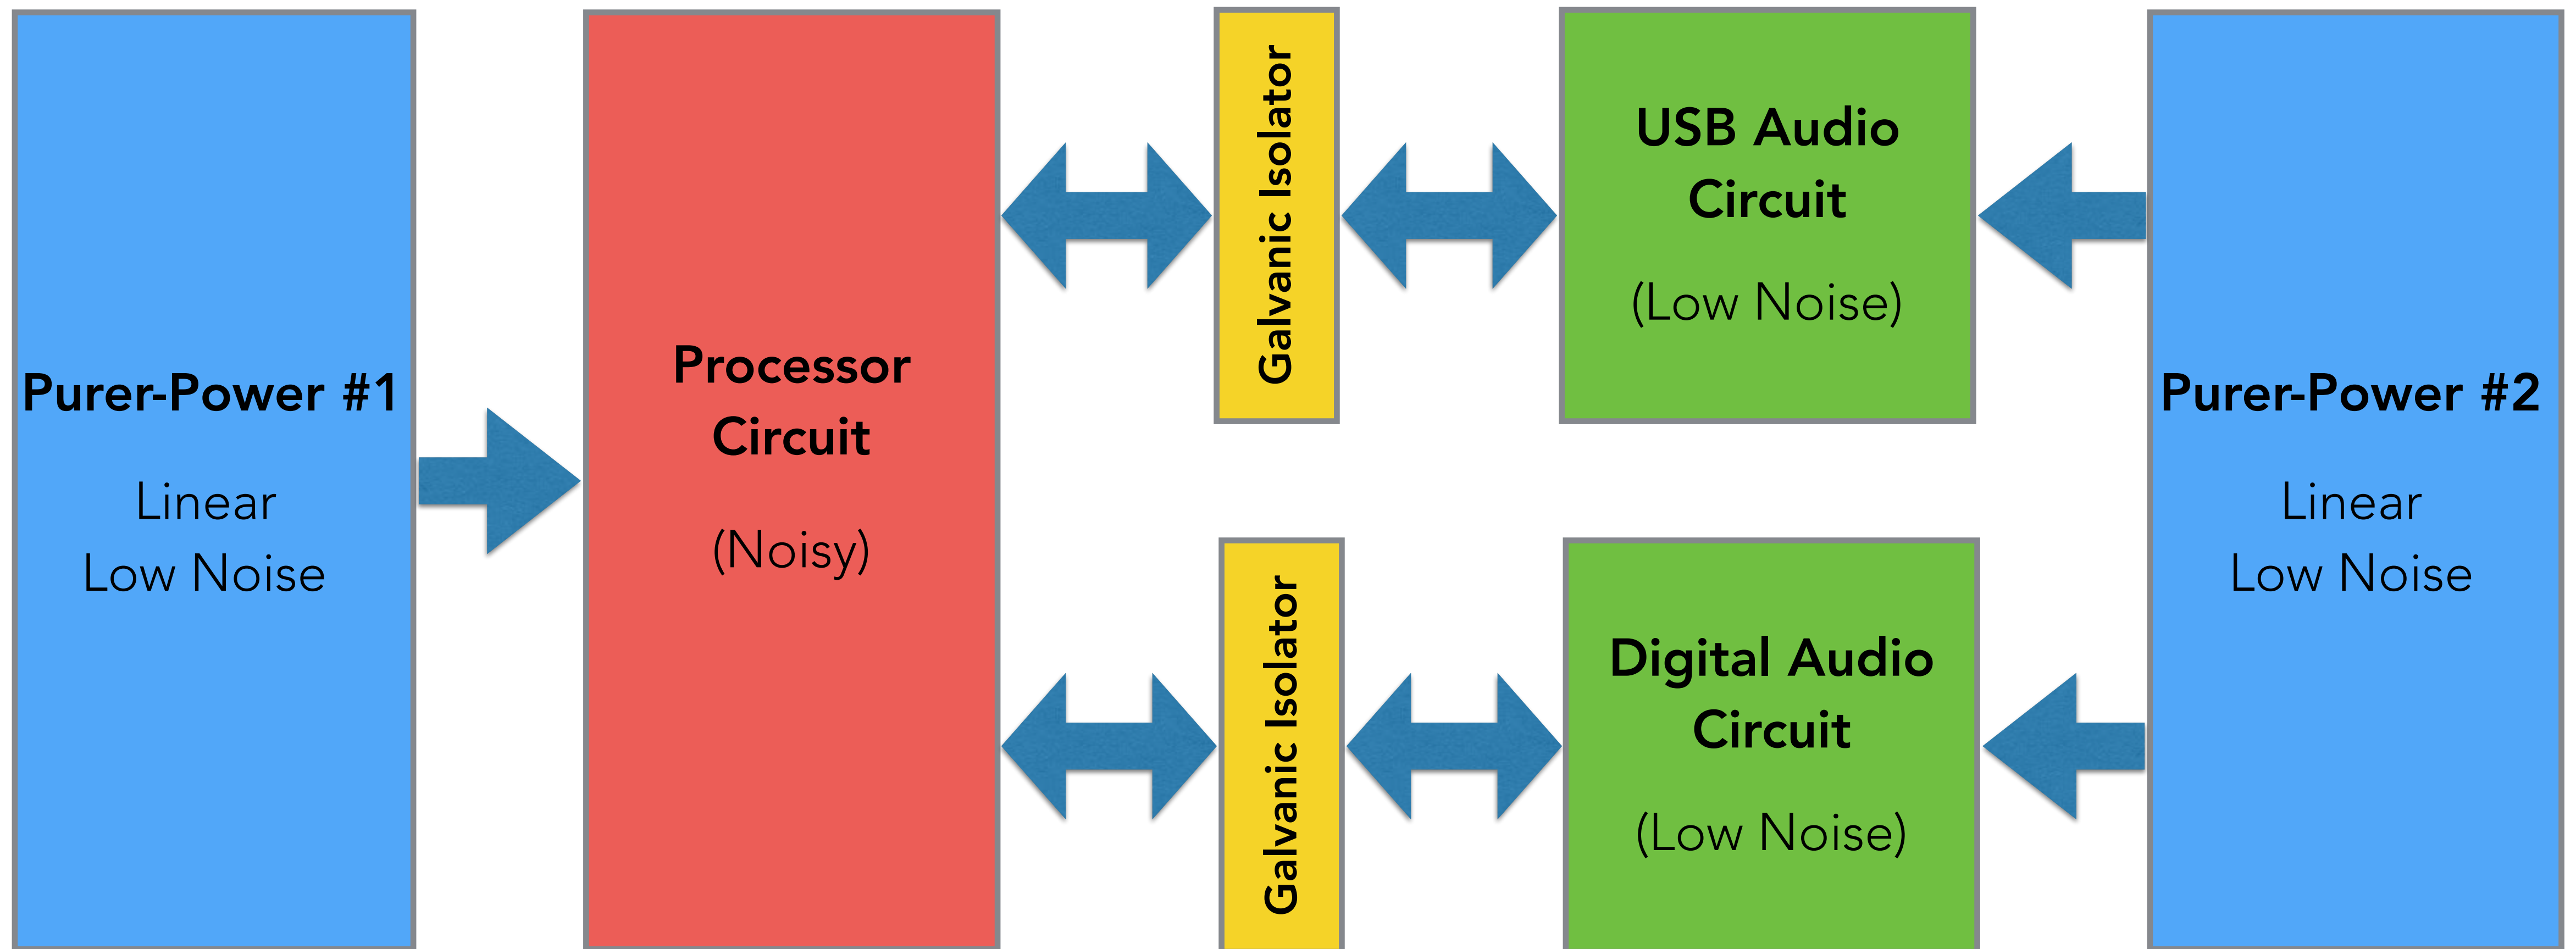 Purer-Power #1
Linear
Low Noise
Processor
Circuit
(Noisy)
Galvanic Isolator
USB Audio
Circuit
(Low Noise)
Galvanic Isolator
Digital Audio
Circuit
(Low Noise)
Purer-Power #2
Linear
Low Noise